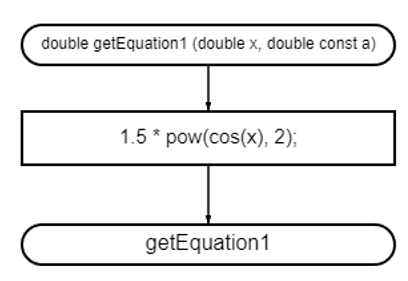 double getEquation1 (double x, double const a)
1.5 * pow(cos(x), 2);
getEquation1